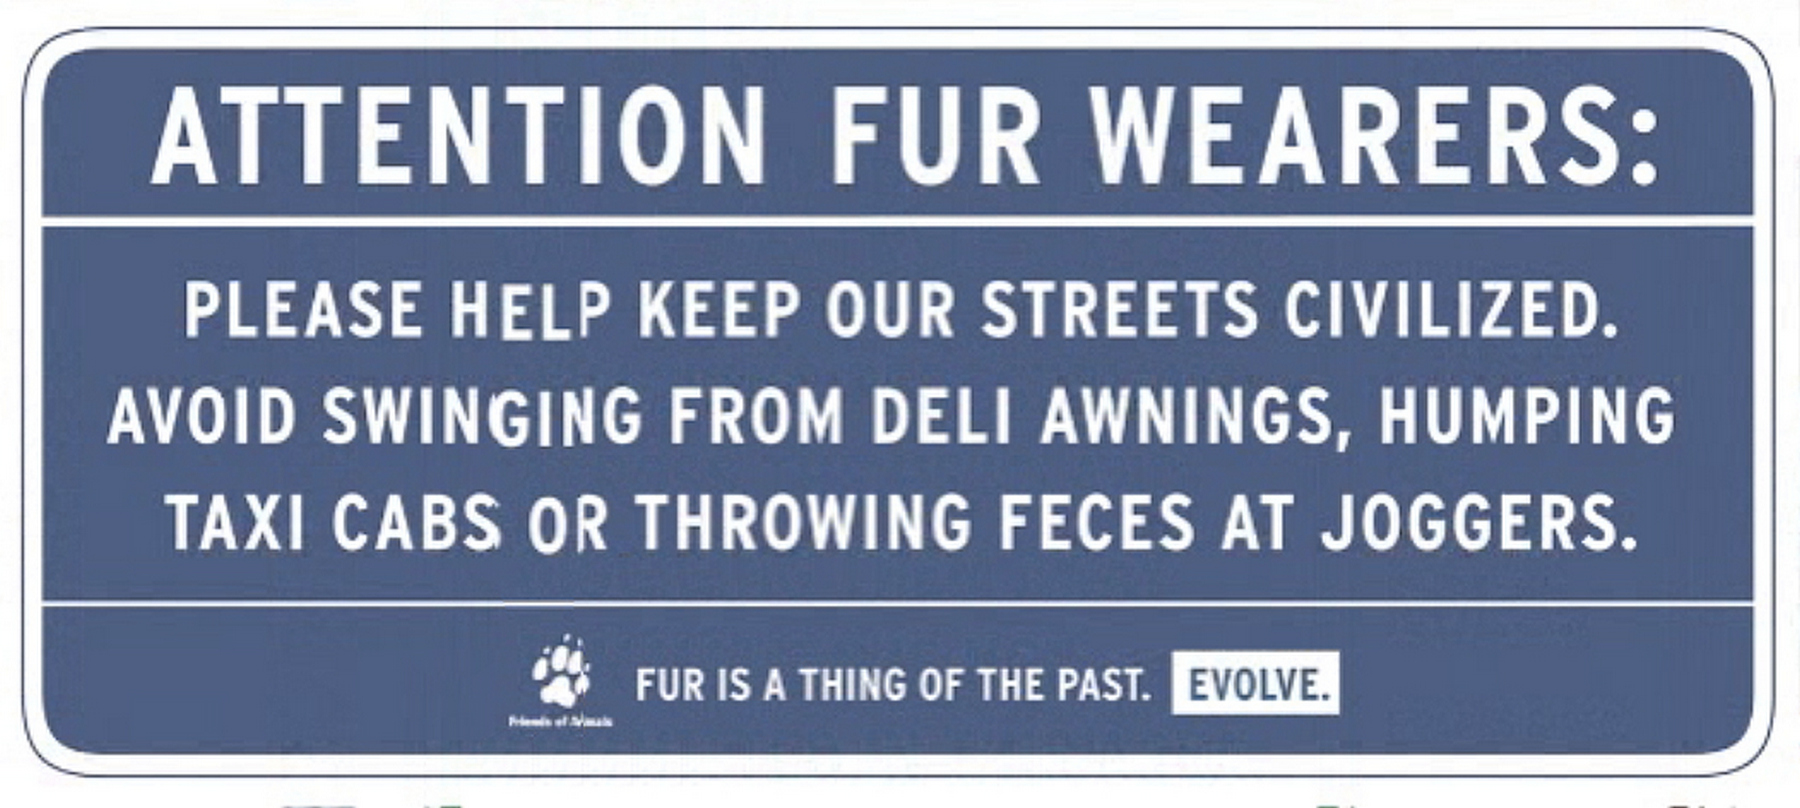 ATTENTION FUR WEARERS:
PLEASE HELP KEEP OUR STREETS CIVILIZED.
AVOID SWINGING FROM DELI AWNINGS, HUMPING
TAXI CABS OR THROWING FECES AT JOGGERS.
FUR IS A THING OF THE PAST. EVOLVE.
Friends of Animals